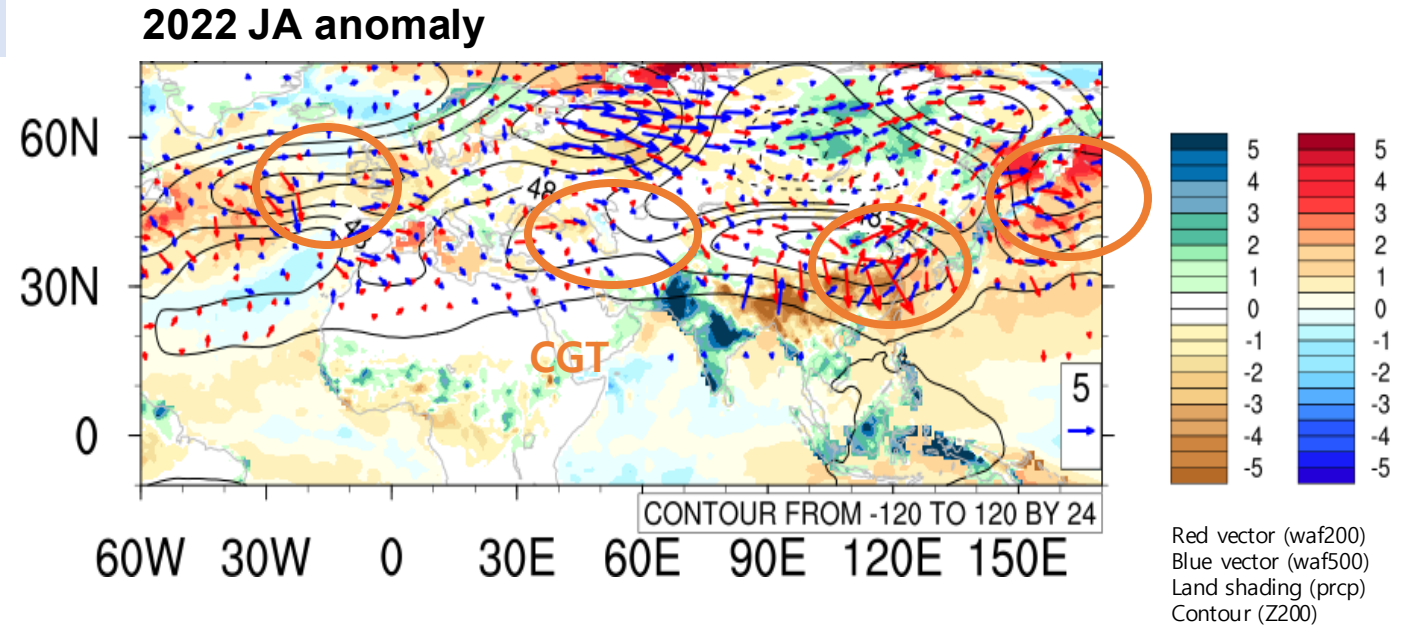 2022 JA anomaly
60N
30N
0
48
CGT
5
CONTOUR FROM -120 TO 120 BY 24
60W 30W 0 30E 60E 90E 120E 150E
5 5
4 4
3 3
2 2
1 1
0 0
-1 -1
-2 -2
-3 -3
-4 -4
-5 -5
Red vector (waf200)
Blue vector (waf500)
Land shading (prcp)
Contour (Z200)